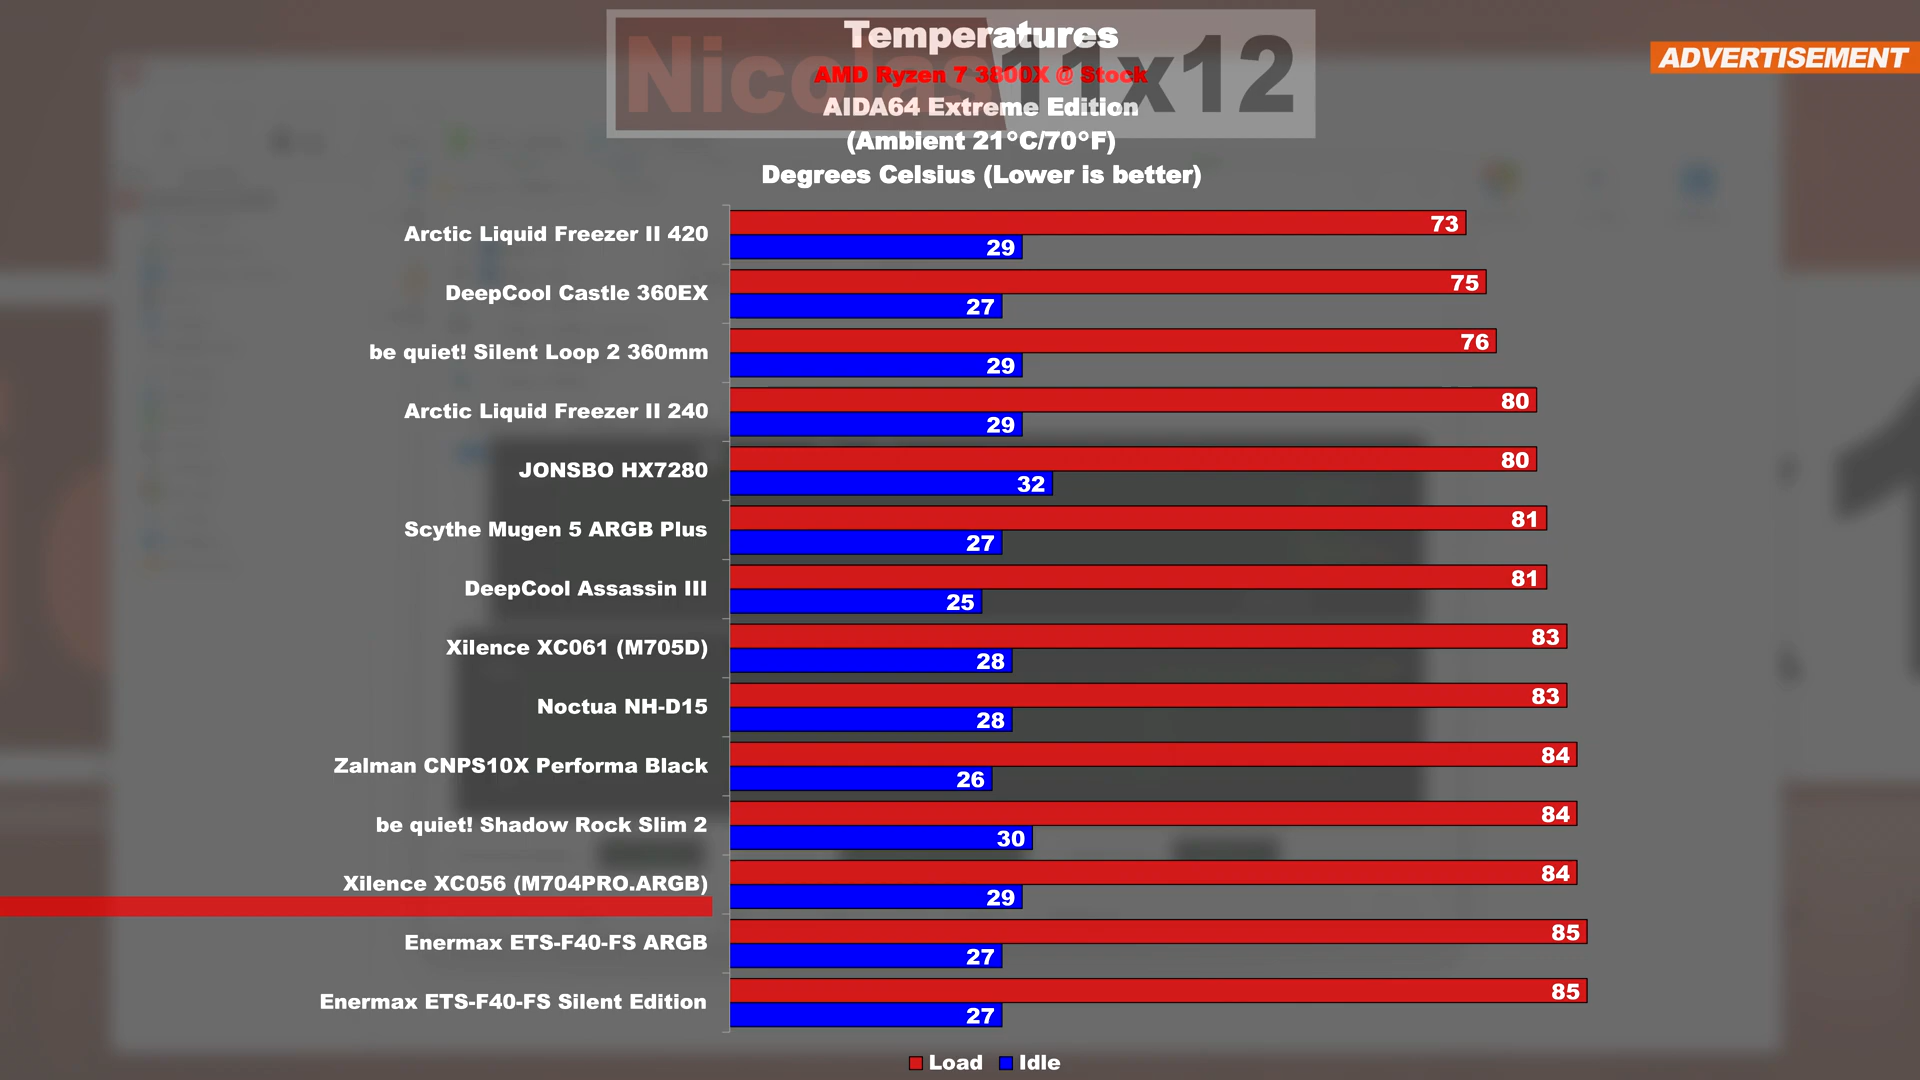 Nicolas11x12
Temperatures
ADVERTISEMENT
AMD Ryzen 7 3800X @ Stock
AIDA64 Extreme Edition
(Ambient 21°C/70°F)
Degrees Celsius (Lower is better)
Arctic Liquid Freezer II 420 73
29
DeepCool Castle 360EX 75
27
be quiet! Silent Loop 2 360mm 76
29
Arctic Liquid Freezer II 240 80
29
JONSBO HX7280 80
32
Scythe Mugen 5 ARGB Plus 81
27
DeepCool Assassin III 81
25
Xilence XC061 (M705D) 83
28
Noctua NH-D15 83
28
Zalman CNPS10X Performa Black 84
26
be quiet! Shadow Rock Slim 2 84
30
Xilence XC056 (M704PRO.ARGB) 84
29
Enermax ETS-F40-FS ARGB 85
27
Enermax ETS-F40-FS Silent Edition 85
27
Load Idle